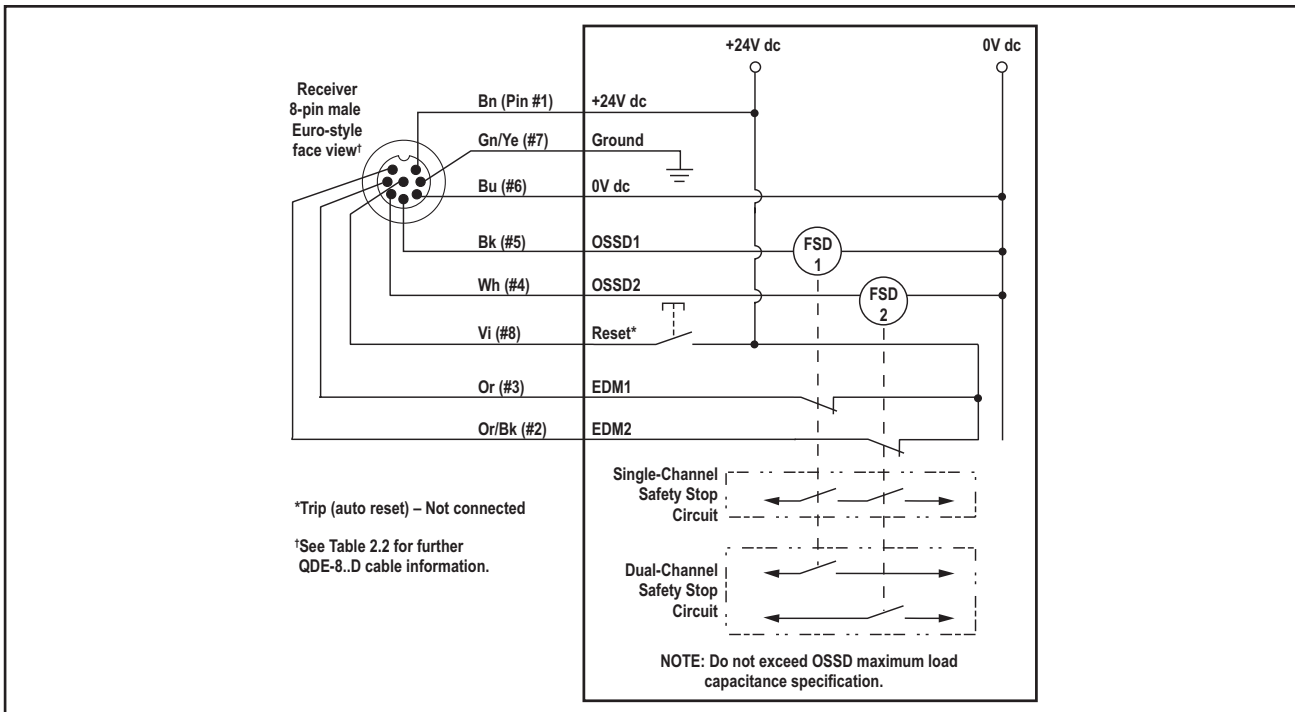 +24V dc
0V dc
Receiver
8-pin male
Euro-style
face view†
Bn (Pin #1)
+24V dc
Gn/Ye (#7)
Ground
Bu (#6)
0V dc
Bk (#5)
OSSD1
FSD
1
Wh (#4)
OSSD2
FSD
2
Vi (#8)
Reset*
Or (#3)
EDM1
Or/Bk (#2)
EDM2
Single-Channel
Safety Stop
Circuit
*Trip (auto reset) – Not connected
†See Table 2.2 for further
QDE-8..D cable information.
Dual-Channel
Safety Stop
Circuit
NOTE: Do not exceed OSSD maximum load
capacitance specification.